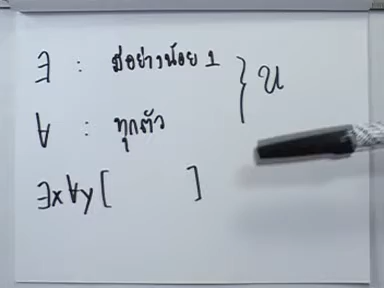 ∃ : มีอย่างน้อย 1 } U
∀ : ทุกตัว
∃x∀y[ ]